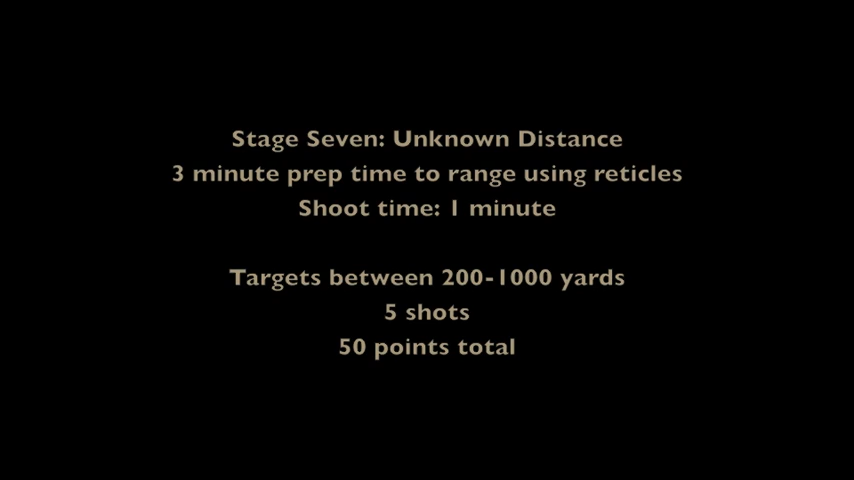 Stage Seven: Unknown Distance
3 minute prep time to range using reticles
Shoot time: 1 minute
Targets between 200-1000 yards
5 shots
50 points total